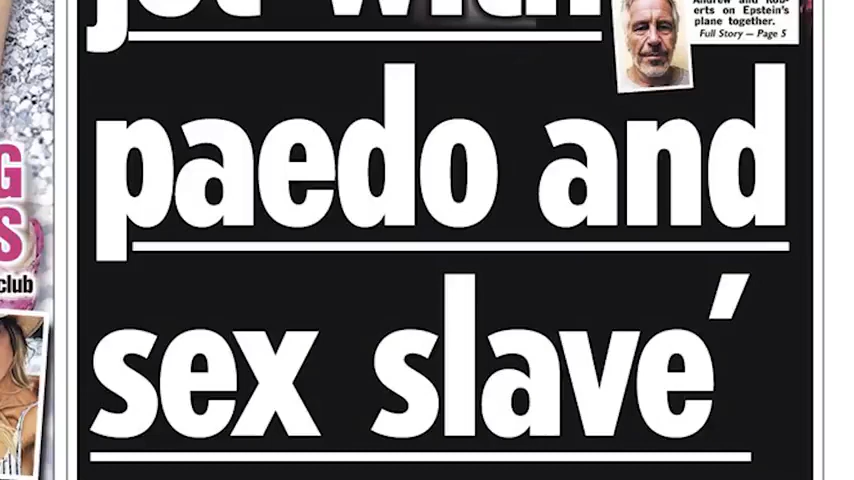 jet with
Andrew and Rob-
erts on Epstein's
plane together.
Full Story — Page 5
paedo and
G
S
club
sex slave'